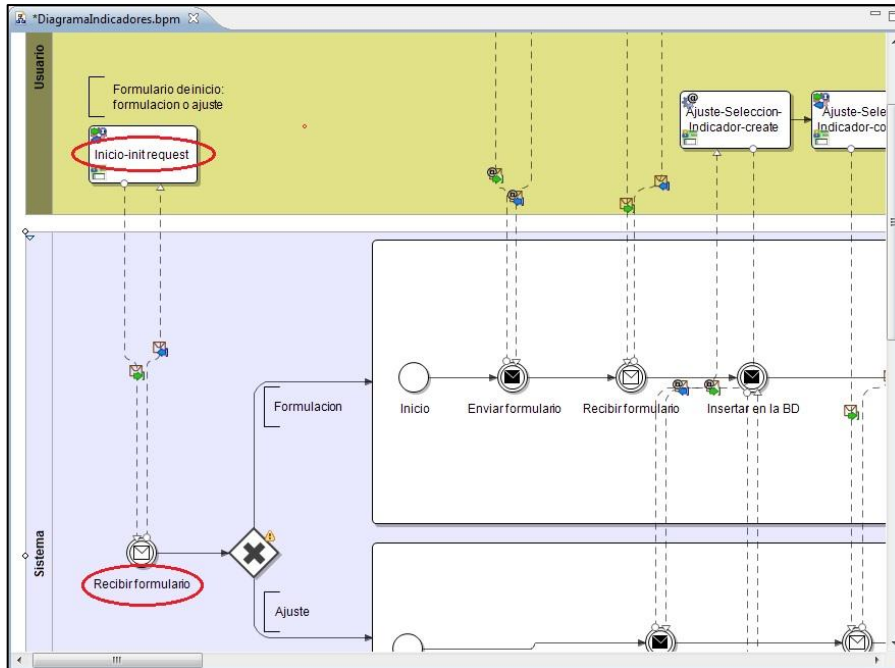 *DiagramaIndicadores.bpm
Usuario
Formulario de inicio:
formulacion o ajuste
Inicio-init request
Ajuste-Seleccion-
Indicador-create
Ajuste-Sele
Indicador-co
Formulacion
Inicio
Enviar formulario
Recibir formulario
Insertar en la BD
Sistema
Recibir formulario
Ajuste